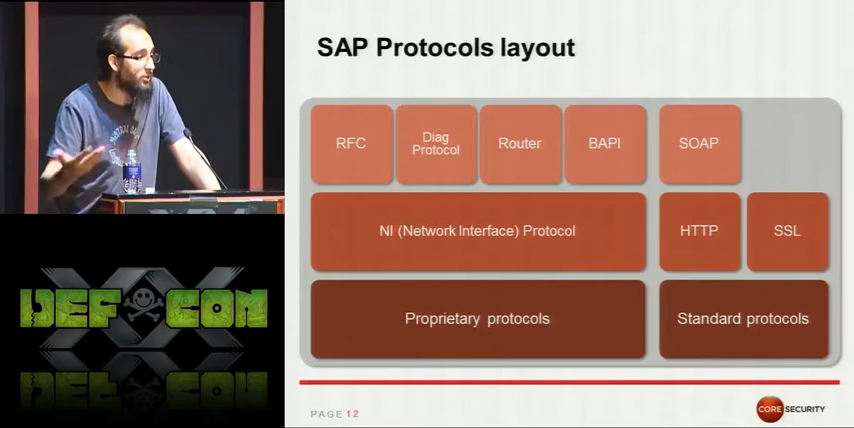 SAP Protocols layout
RFC
Diag
Protocol
Router
BAPI
SOAP
NI (Network Interface) Protocol
HTTP
SSL
Proprietary protocols
Standard protocols
PAGE 12
CORE SECURITY
DEF CON
XX